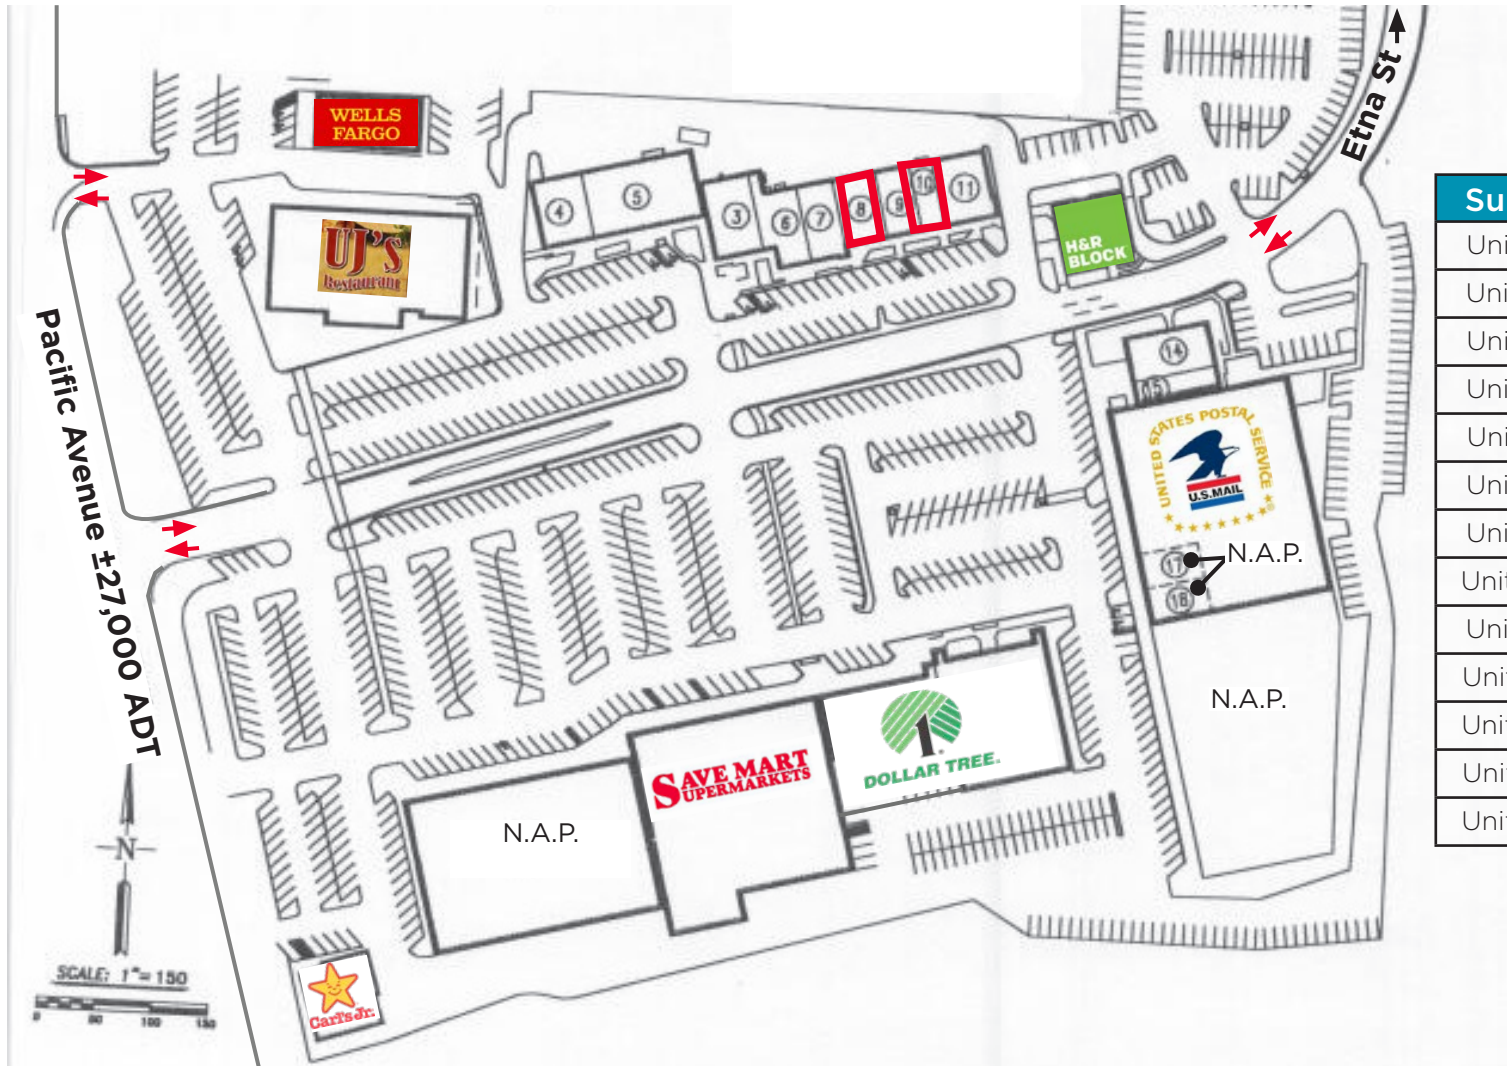 Etna St
WELLS
FARGO
4
5
3
6
7
8
9
10
11
H&R
BLOCK
UJ'S
Restaurant
Pacific Avenue ±27,000 ADT
14
15
UNITED STATES POSTAL SERVICE
U.S.MAIL
17
18
N.A.P.
N.A.P.
SAVE MART
SUPERMARKETS
1
DOLLAR TREE.
N.A.P.
N
SCALE: 1"= 150
0
50
100
150
Carl's Jr.
Su
Uni
Uni
Uni
Uni
Uni
Uni
Uni
Unit
Uni
Unit
Unit
Unit
Unit